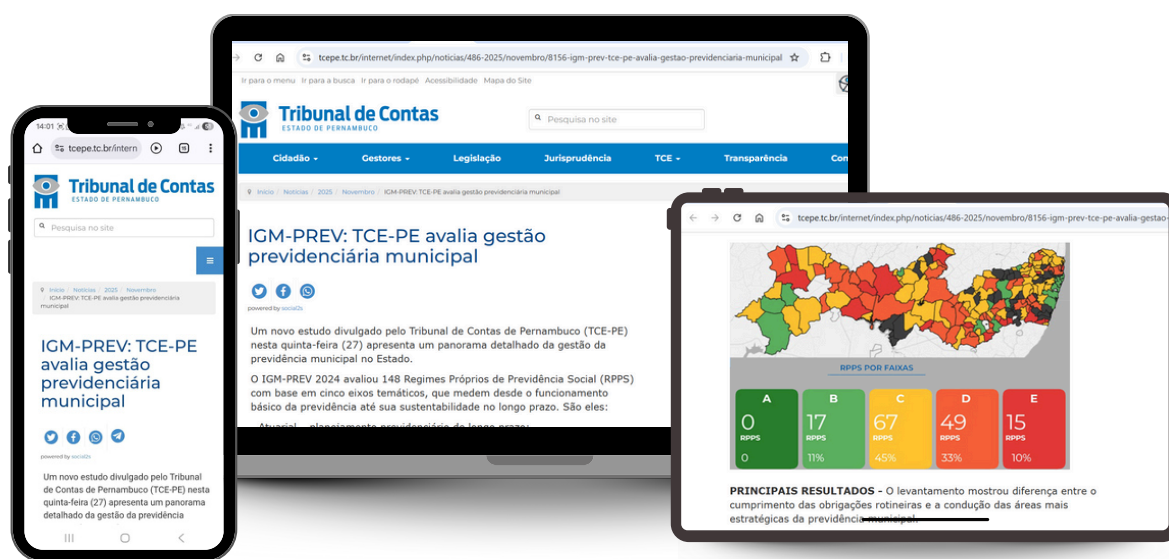 14:01
tcepe.tc.br/intern
Tribunal de Contas
ESTADO DE PERNAMBUCO
Pesquisa no site
Início / Notícias / 2025 / Novembro
/ IGM-PREV: TCE-PE avalia gestão previdenciária
municipal
IGM-PREV: TCE-PE
avalia gestão
previdenciária
municipal
powered by social2s
Um novo estudo divulgado pelo Tribunal
de Contas de Pernambuco (TCE-PE) nesta
quinta-feira (27) apresenta um panorama
detalhado da gestão da previdência
tcepe.tc.br/internet/index.php/noticias/486-2025/novembro/8156-igm-prev-tce-pe-avalia-gestao-previdenciaria-municipal
Ir para o menu Ir para a busca Ir para o rodapé Acessibilidade Mapa do Site
Tribunal de Contas
ESTADO DE PERNAMBUCO
Pesquisa no site
Cidadão Gestores Legislação Jurisprudência TCE Transparência Con
Início / Notícias / 2025 / Novembro / IGM-PREV: TCE-PE avalia gestão previdenciária municipal
IGM-PREV: TCE-PE avalia gestão
previdenciária municipal
powered by social2s
Um novo estudo divulgado pelo Tribunal de Contas de Pernambuco (TCE-PE)
nesta quinta-feira (27) apresenta um panorama detalhado da gestão da
previdência municipal no Estado.
O IGM-PREV 2024 avaliou 148 Regimes Próprios de Previdência Social (RPPS)
com base em cinco eixos temáticos, que medem desde o funcionamento
básico da previdência até sua sustentabilidade no longo prazo. São eles:
Atuarial – planejamento previdenciário de longo prazo;
tcepe.tc.br/internet/index.php/noticias/486-2025/novembro/8156-igm-prev-tce-pe-avalia-gestao-
RPPS POR FAIXAS
A B C D E
0 17 67 49 15
RPPS RPPS RPPS RPPS RPPS
0 11% 45% 33% 10%
PRINCIPAIS RESULTADOS - O levantamento mostrou diferença entre o
cumprimento das obrigações rotineiras e a condução das áreas mais
estratégicas da previdência municipal.